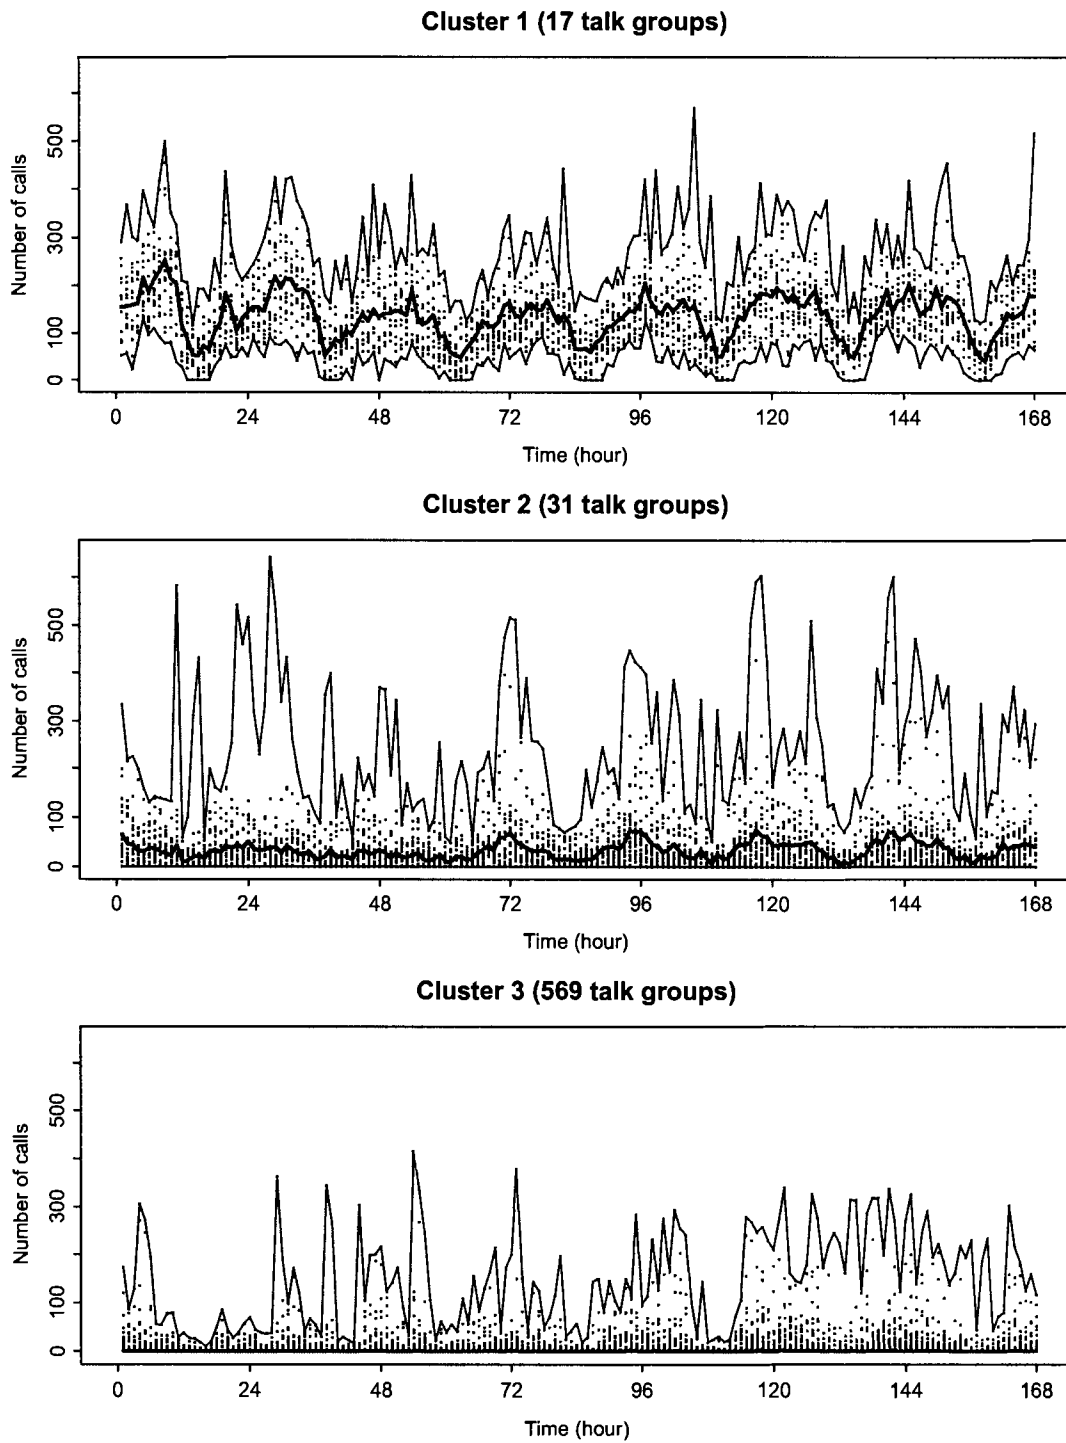 Cluster 1 (17 talk groups)
Number of calls
500
300
100
0
0 24 48 72 96 120 144 168
Time (hour)
Cluster 2 (31 talk groups)
Number of calls
500
300
100
0
0 24 48 72 96 120 144 168
Time (hour)
Cluster 3 (569 talk groups)
Number of calls
500
300
100
0
0 24 48 72 96 120 144 168
Time (hour)